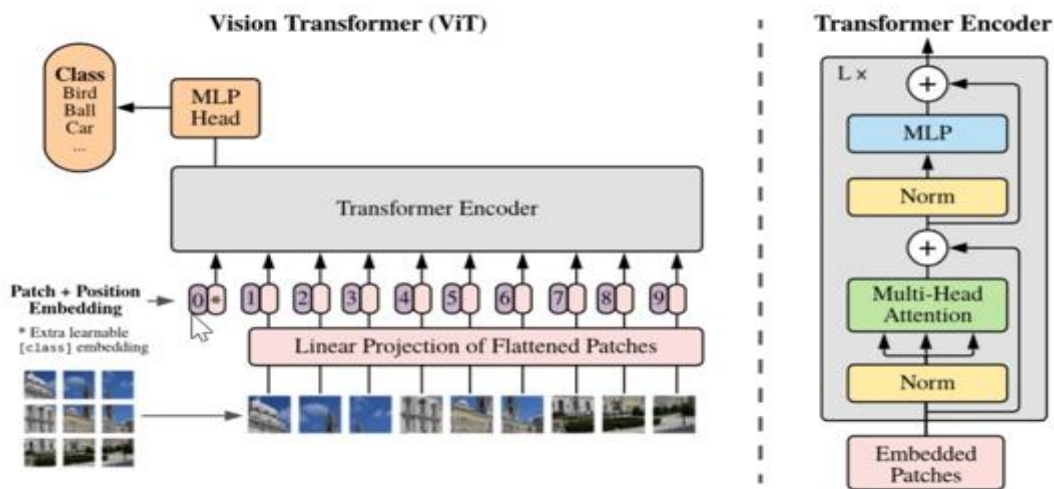 Vision Transformer (ViT)
Class
Bird
Ball
Car
...
MLP
Head
Transformer Encoder
Patch + Position
Embedding
0 * 1 2 3 4 5 6 7 8 9
* Extra learnable
[class] embedding
Linear Projection of Flattened Patches
Transformer Encoder
L ×
+
MLP
Norm
+
Multi-Head
Attention
Norm
Embedded
Patches